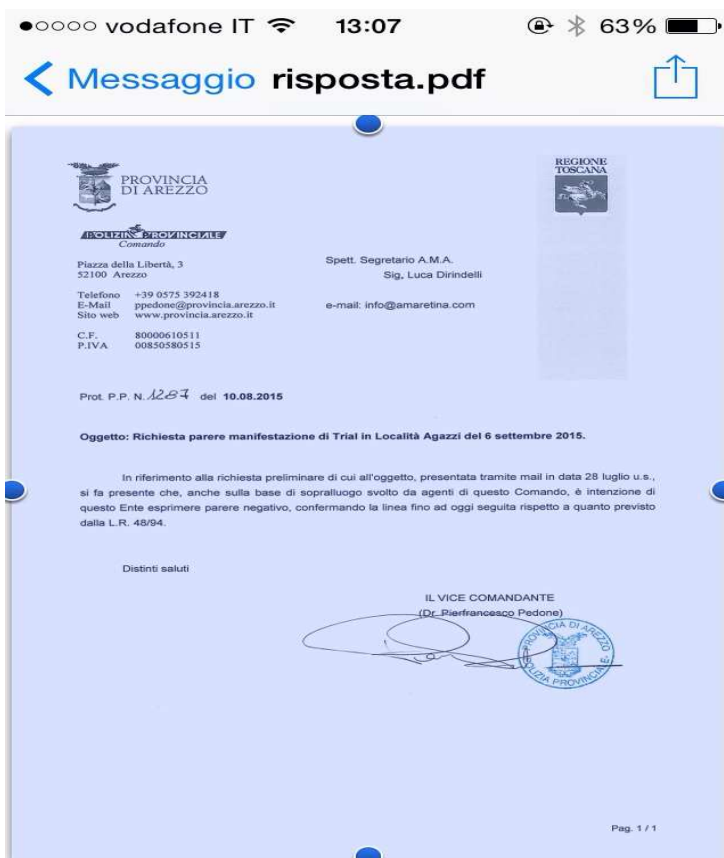 vodafone IT 13:07 63%
Messaggio risposta.pdf
PROVINCIA
DI AREZZO
REGIONE
TOSCANA
POLIZIA PROVINCIALE
Comando
Piazza della Libertà, 3
52100 Arezzo
Telefono +39 0575 392418
E-Mail ppedone@provincia.arezzo.it
Sito web www.provincia.arezzo.it
C.F. 80000610511
P.IVA 00850580515
Spett. Segretario A.M.A.
Sig, Luca Dirindelli
e-mail: info@amaretina.com
Prot. P.P. N. 1287 del 10.08.2015
Oggetto: Richiesta parere manifestazione di Trial in Località Agazzi del 6 settembre 2015.
In riferimento alla richiesta preliminare di cui all'oggetto, presentata tramite mail in data 28 luglio u.s.,
si fa presente che, anche sulla base di sopralluogo svolto da agenti di questo Comando, è intenzione di
questo Ente esprimere parere negativo, confermando la linea fino ad oggi seguita rispetto a quanto previsto
dalla L.R. 48/94.
Distinti saluti
IL VICE COMANDANTE
(Dr. Pierfrancesco Pedone)
PROVINCIA DI AREZZO
POLIZIA PROVINCIALE
Pag. 1 / 1